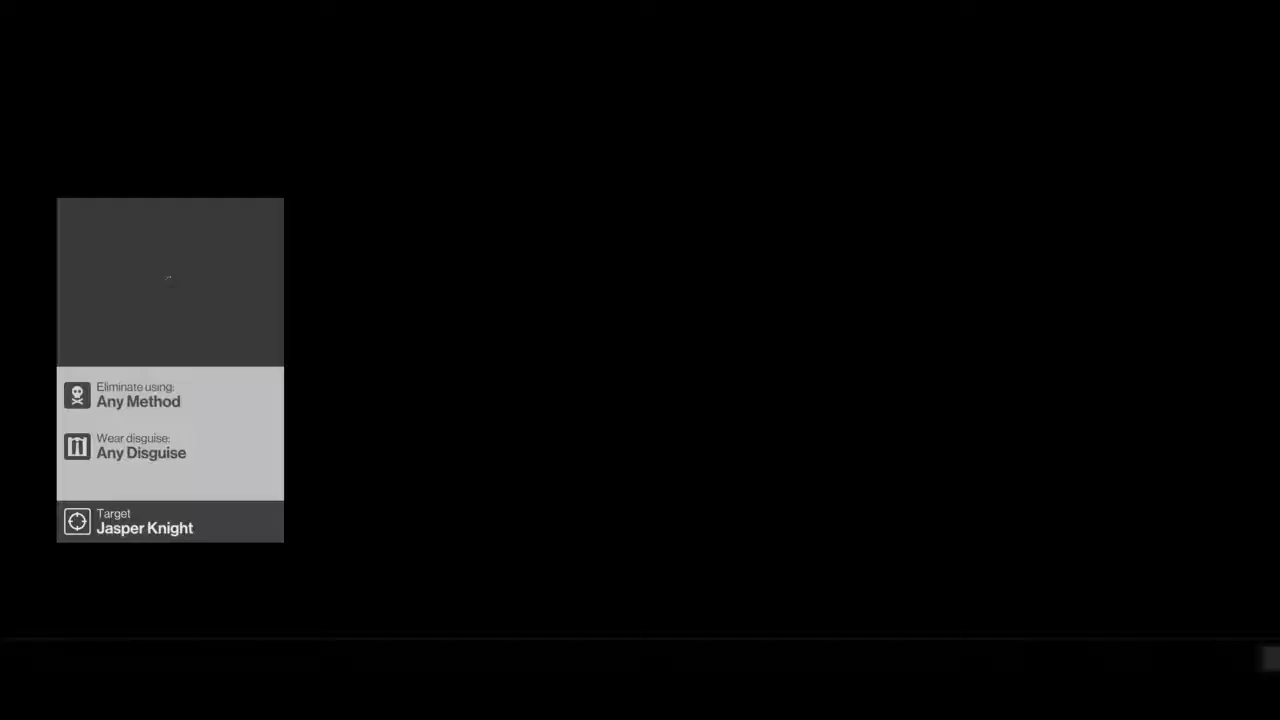 Eliminate using:
Any Method
Wear disguise:
Any Disguise
Target
Jasper Knight